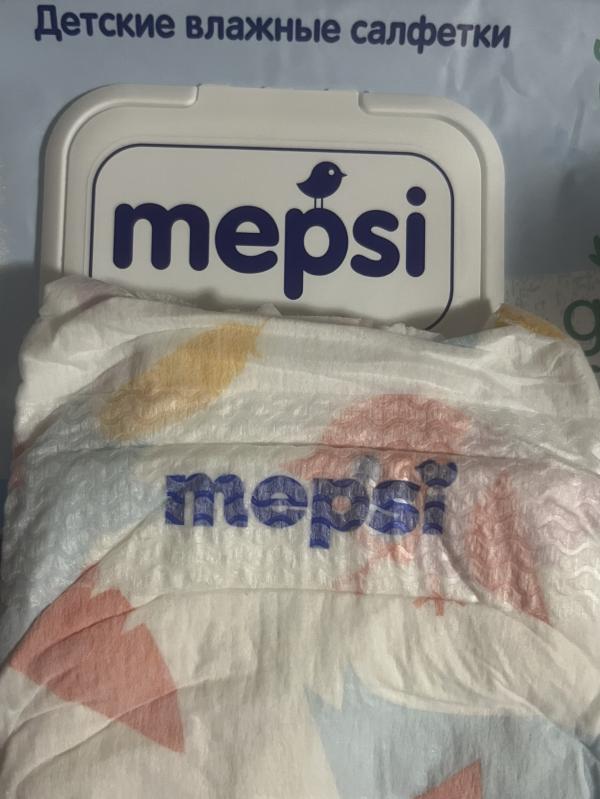 Детские влажные салфетки
mepsi
g
mepsi